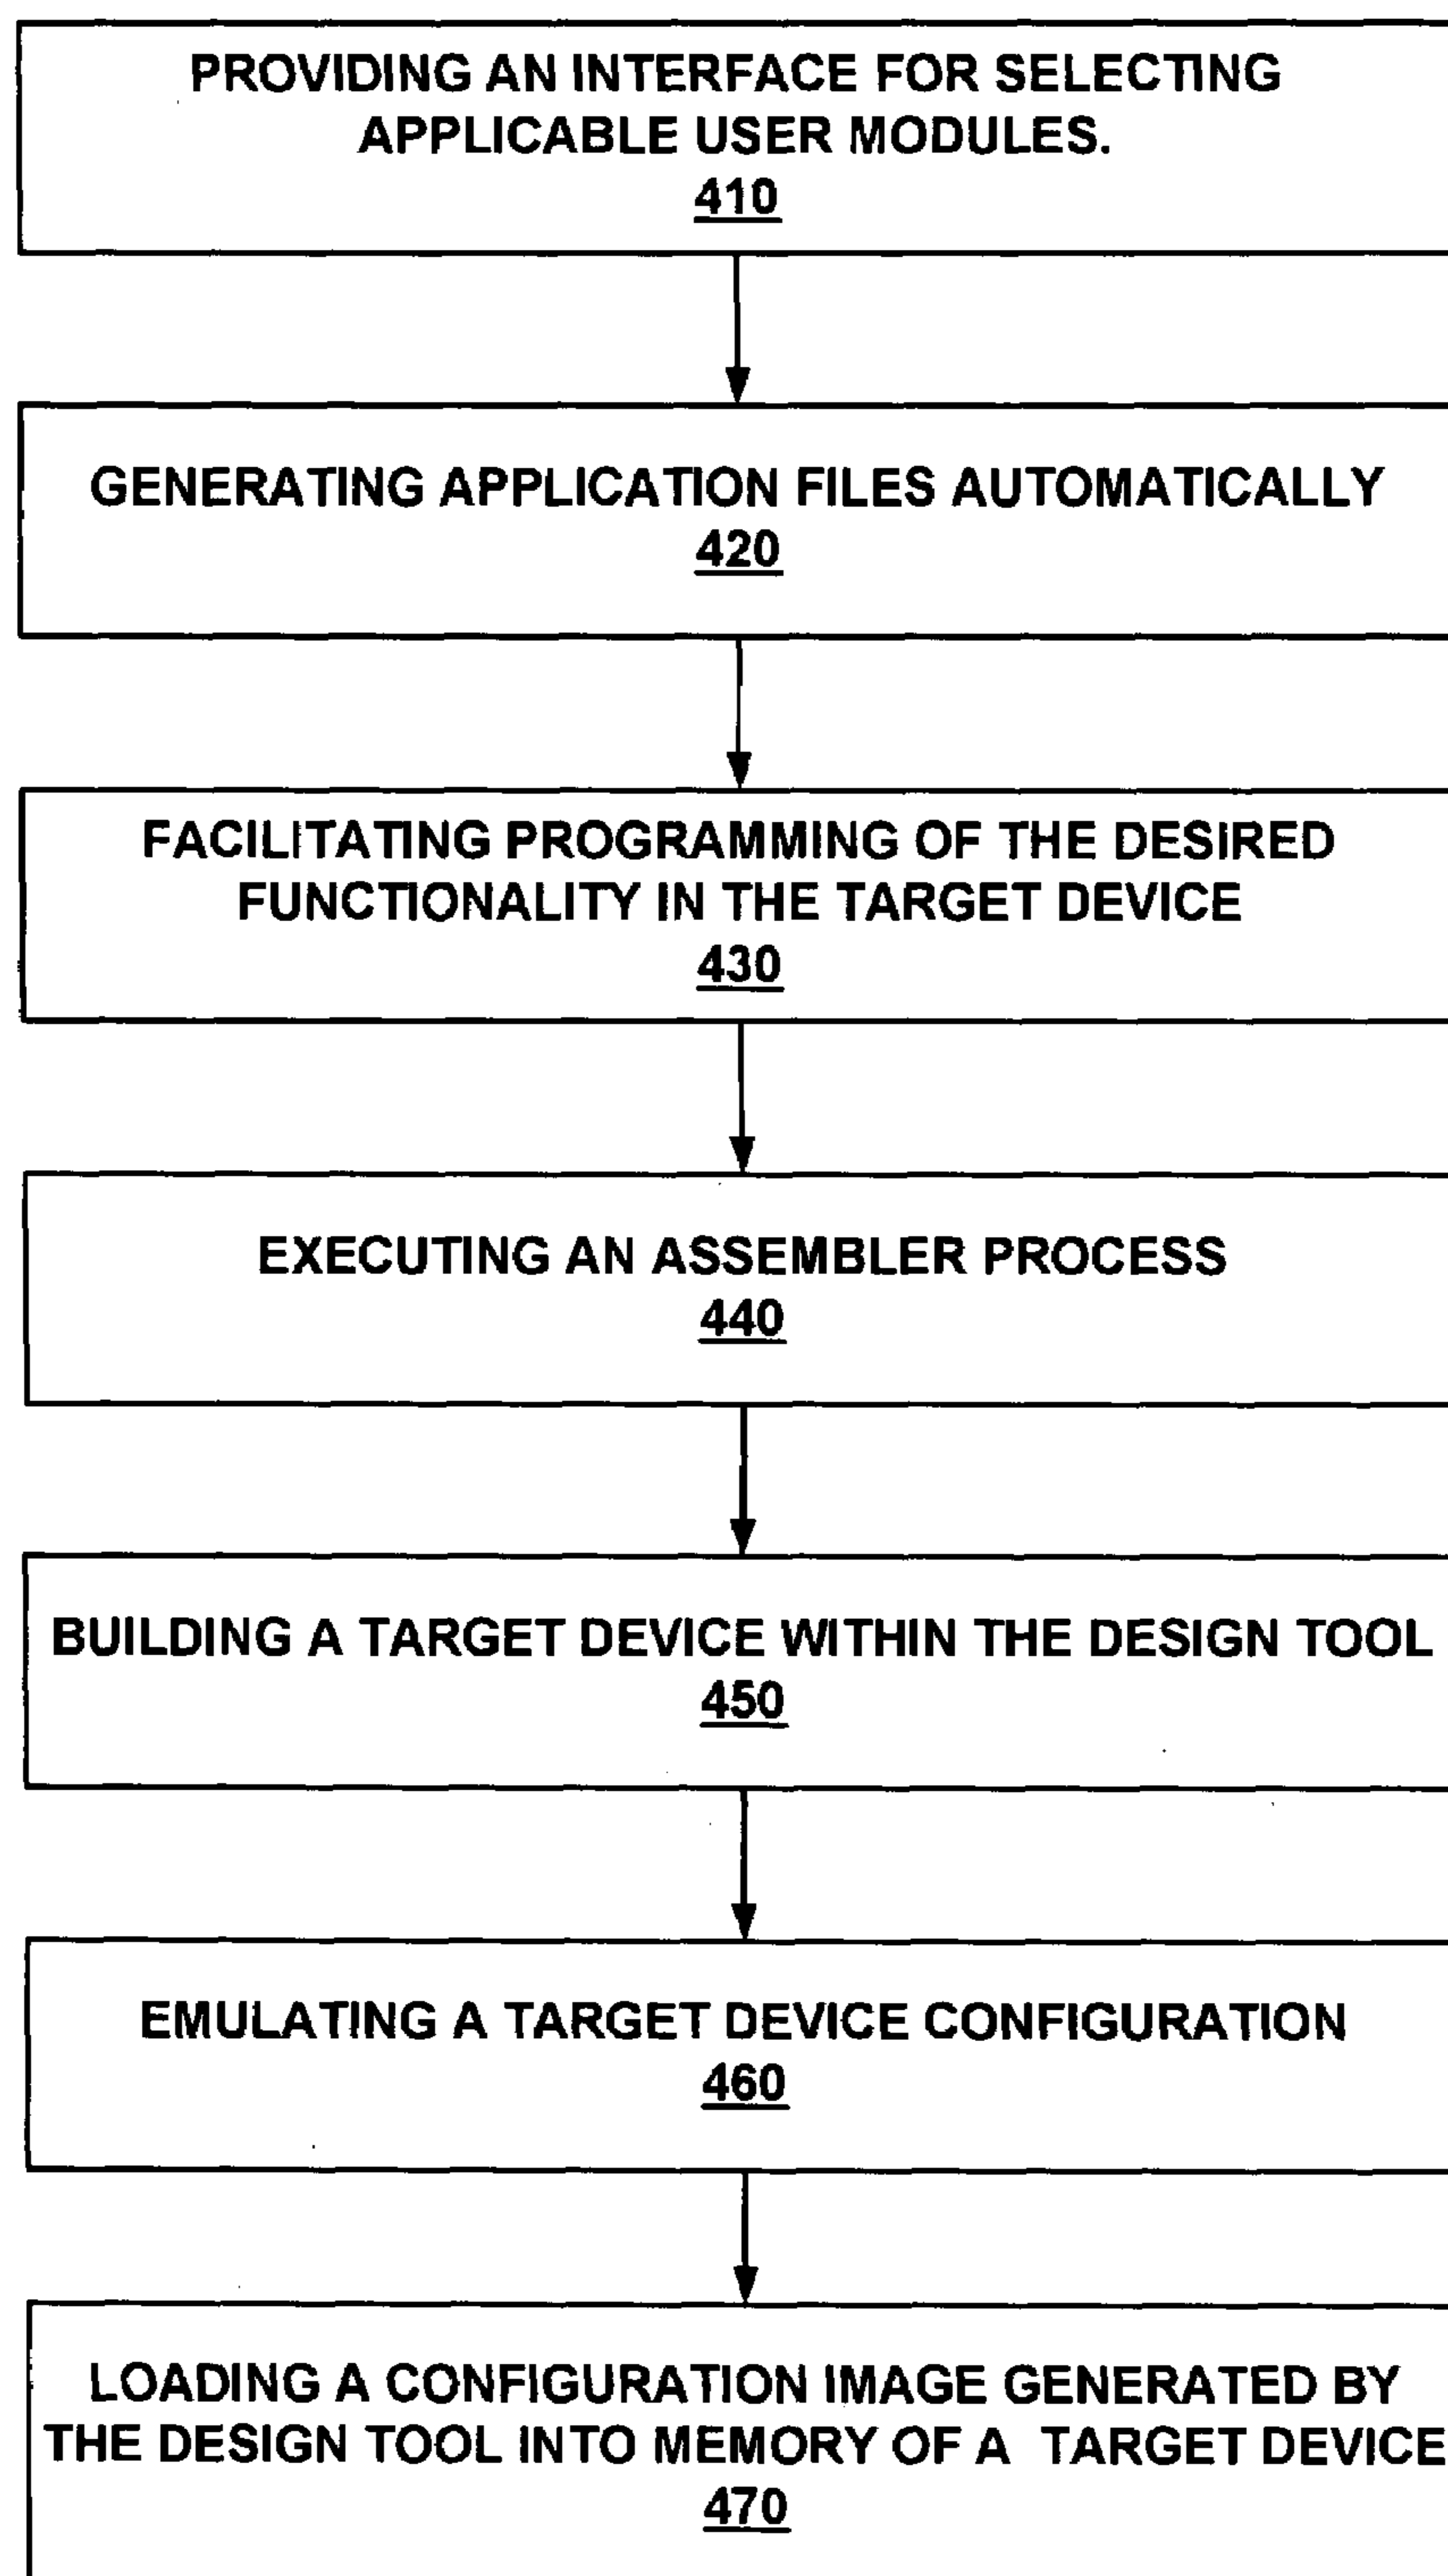 PROVIDING AN INTERFACE FOR SELECTING
APPLICABLE USER MODULES.
410
GENERATING APPLICATION FILES AUTOMATICALLY
420
FACILITATING PROGRAMMING OF THE DESIRED
FUNCTIONALITY IN THE TARGET DEVICE
430
EXECUTING AN ASSEMBLER PROCESS
440
BUILDING A TARGET DEVICE WITHIN THE DESIGN TOOL
450
EMULATING A TARGET DEVICE CONFIGURATION
460
LOADING A CONFIGURATION IMAGE GENERATED BY
THE DESIGN TOOL INTO MEMORY OF A TARGET DEVICE
470